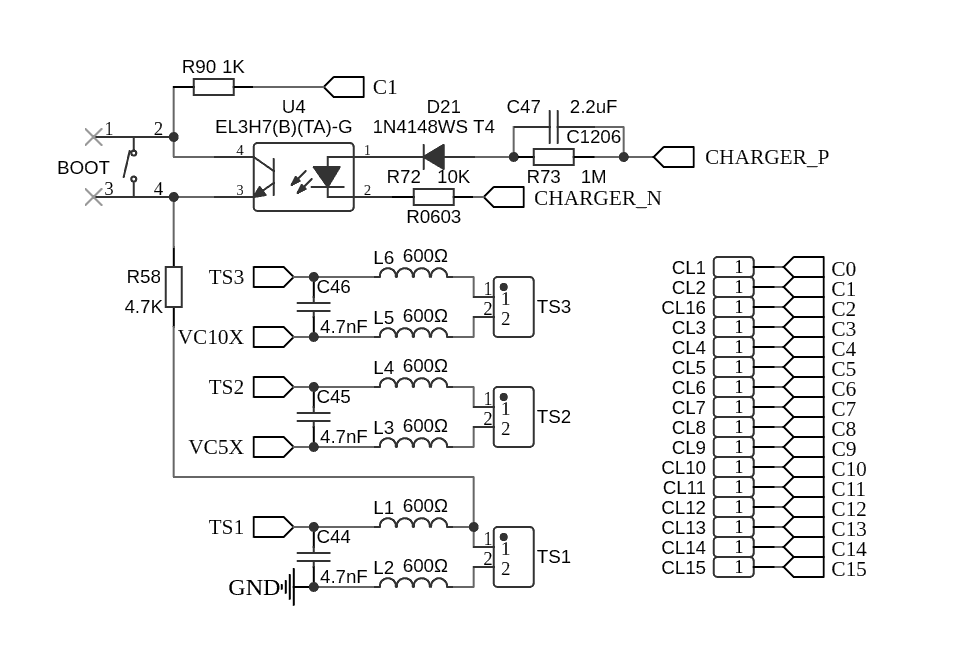 R90 1K
C1
U4
D21
C47
2.2uF
EL3H7(B)(TA)-G
1N4148WS T4
1
2
C1206
4
1
CHARGER_P
BOOT
R72
10K
R73
1M
3
4
3
2
CHARGER_N
R0603
L6
600Ω
TS3
R58
C46
1
1
TS3
4.7K
L5
600Ω
2
2
VC10X
4.7nF
L4
600Ω
TS2
C45
1
1
TS2
L3
600Ω
2
2
VC5X
4.7nF
L1
600Ω
TS1
C44
1
1
TS1
L2
600Ω
2
2
GND
4.7nF
CL1 1 C0
CL2 1 C1
CL16 1 C2
CL3 1 C3
CL4 1 C4
CL5 1 C5
CL6 1 C6
CL7 1 C7
CL8 1 C8
CL9 1 C9
CL10 1 C10
CL11 1 C11
CL12 1 C12
CL13 1 C13
CL14 1 C14
CL15 1 C15